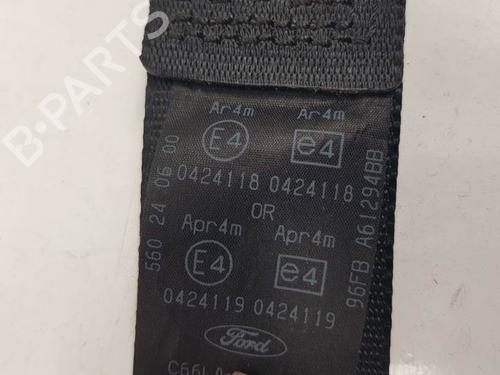 B-PARTS
Ar4m Ar4m
E4 e4
0424118 0424118
OR
Apr4m Apr4m
E4 e4
0424119 0424119
Ford
560 24 06 00
96FB A61294BB